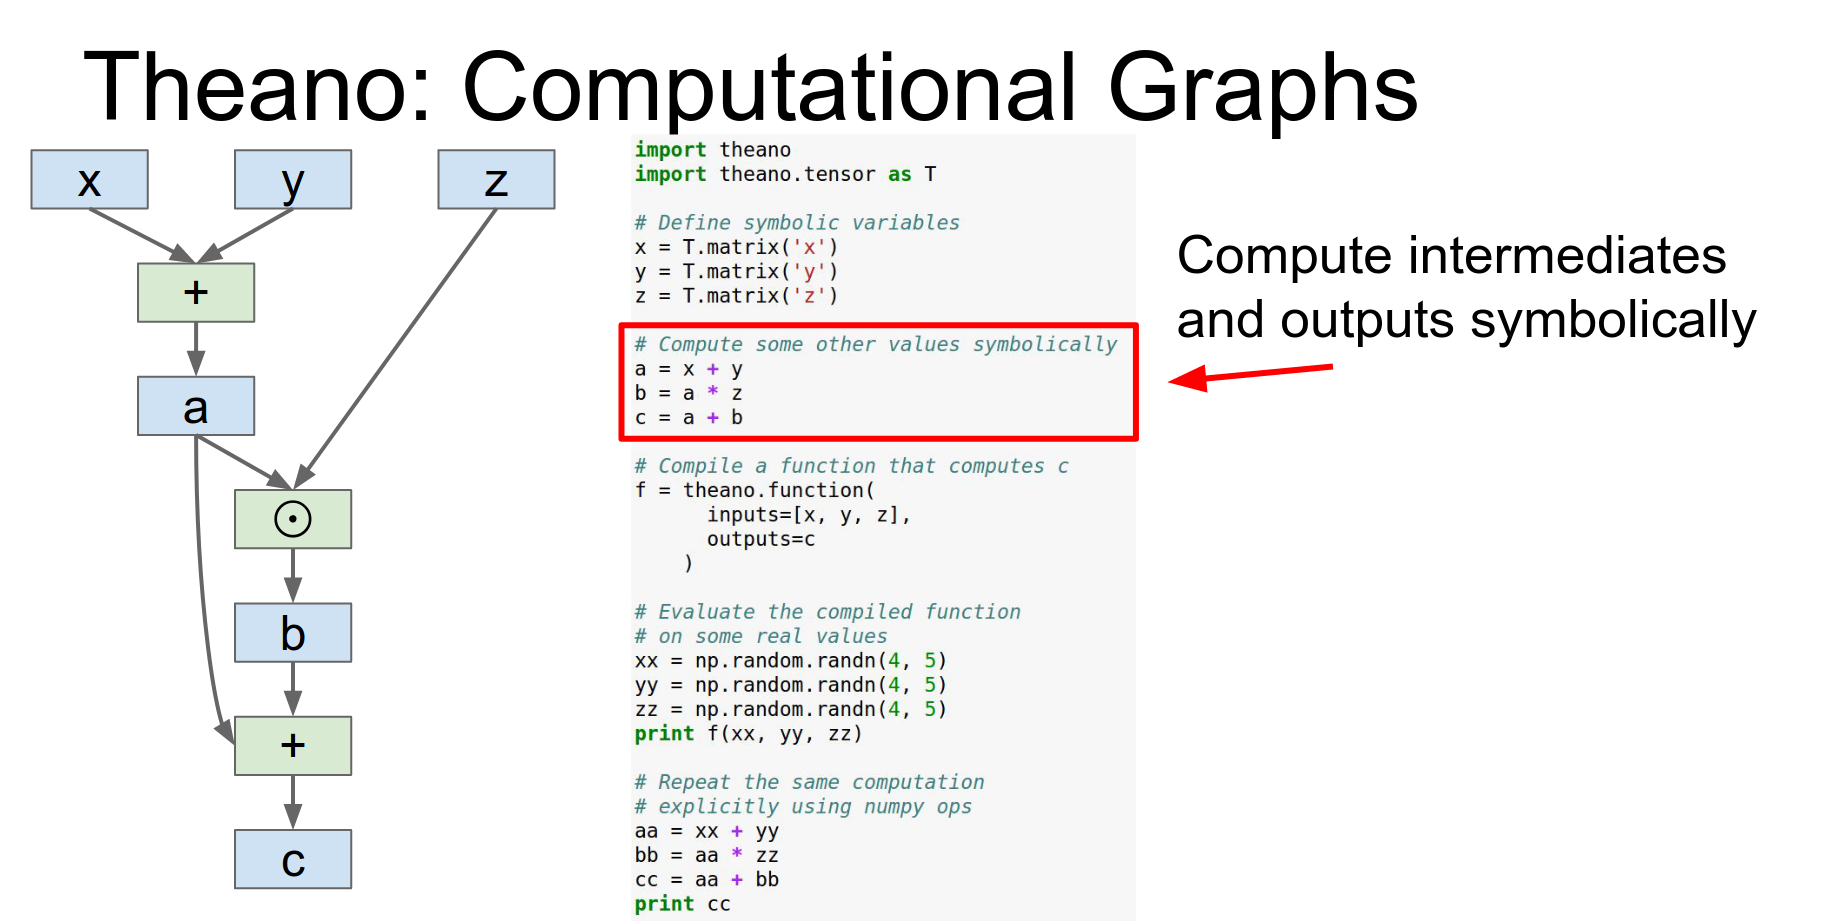 Theano: Computational Graphs
x
y
z
+
a
⊙
b
+
c
import theano
import theano.tensor as T
# Define symbolic variables
x = T.matrix('x')
y = T.matrix('y')
z = T.matrix('z')
# Compute some other values symbolically
a = x + y
b = a * z
c = a + b
# Compile a function that computes c
f = theano.function(
      inputs=[x, y, z],
      outputs=c
    )
# Evaluate the compiled function
# on some real values
xx = np.random.randn(4, 5)
yy = np.random.randn(4, 5)
zz = np.random.randn(4, 5)
print f(xx, yy, zz)
# Repeat the same computation
# explicitly using numpy ops
aa = xx + yy
bb = aa * zz
cc = aa + bb
print cc
Compute intermediates
and outputs symbolically